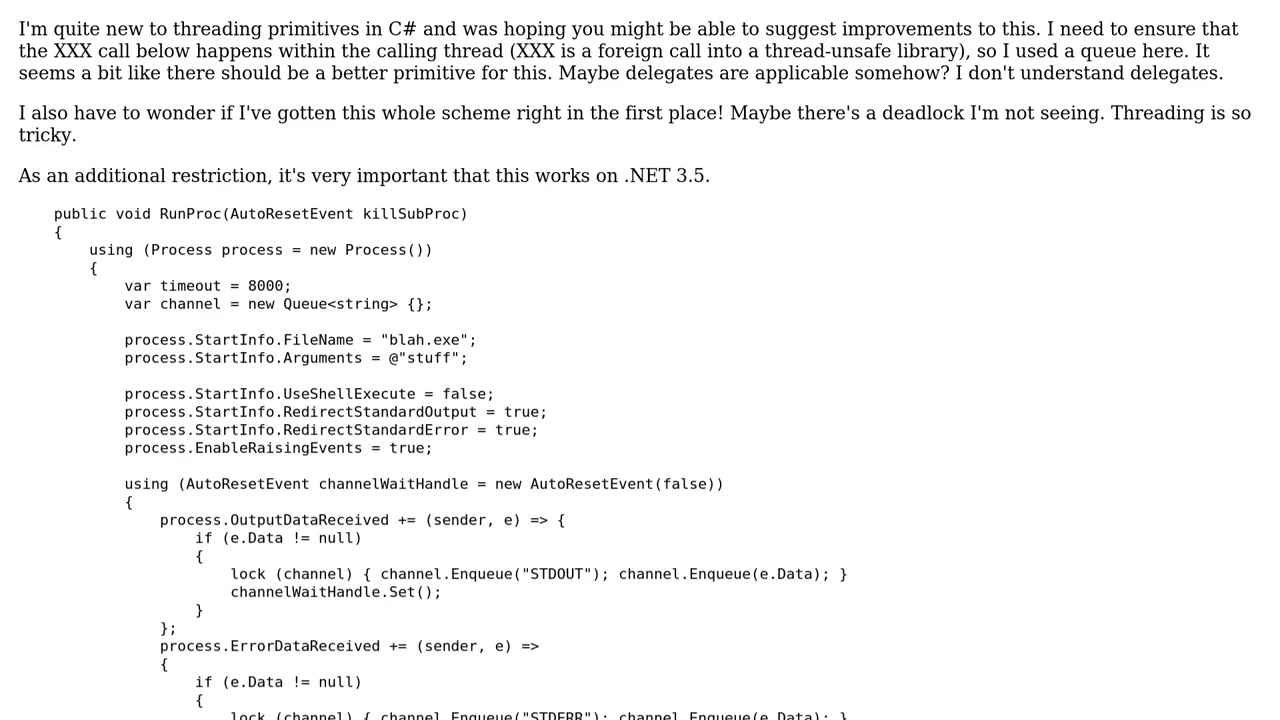 I'm quite new to threading primitives in C# and was hoping you might be able to suggest improvements to this. I need to ensure that
the XXX call below happens within the calling thread (XXX is a foreign call into a thread-unsafe library), so I used a queue here. It
seems a bit like there should be a better primitive for this. Maybe delegates are applicable somehow? I don't understand delegates.
I also have to wonder if I've gotten this whole scheme right in the first place! Maybe there's a deadlock I'm not seeing. Threading is so
tricky.
As an additional restriction, it's very important that this works on .NET 3.5.
public void RunProc(AutoResetEvent killSubProc)
{
using (Process process = new Process())
{
var timeout = 8000;
var channel = new Queue<string> {};
process.StartInfo.FileName = "blah.exe";
process.StartInfo.Arguments = @"stuff";
process.StartInfo.UseShellExecute = false;
process.StartInfo.RedirectStandardOutput = true;
process.StartInfo.RedirectStandardError = true;
process.EnableRaisingEvents = true;
using (AutoResetEvent channelWaitHandle = new AutoResetEvent(false))
{
process.OutputDataReceived += (sender, e) => {
if (e.Data != null)
{
lock (channel) { channel.Enqueue("STDOUT"); channel.Enqueue(e.Data); }
channelWaitHandle.Set();
}
};
process.ErrorDataReceived += (sender, e) =>
{
if (e.Data != null)
{
lock (channel) { channel.Enqueue("STDERR"); channel.Enqueue(e.Data); }